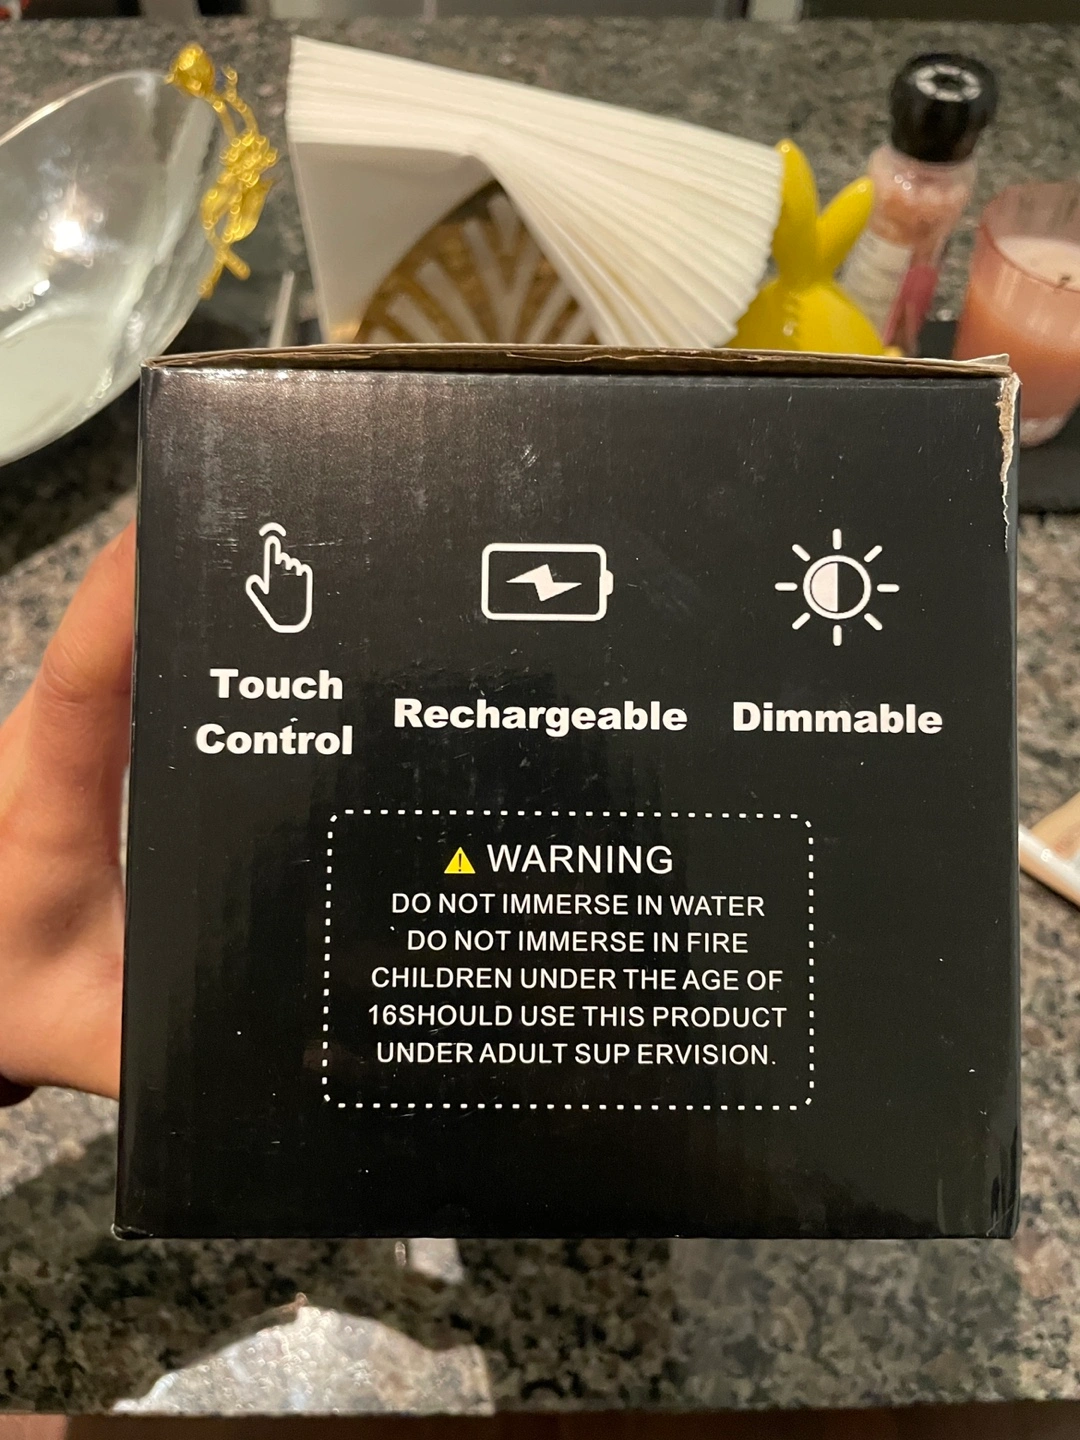 Touch
Control
Rechargeable
Dimmable
WARNING
DO NOT IMMERSE IN WATER
DO NOT IMMERSE IN FIRE
CHILDREN UNDER THE AGE OF
16SHOULD USE THIS PRODUCT
UNDER ADULT SUP ERVISION.